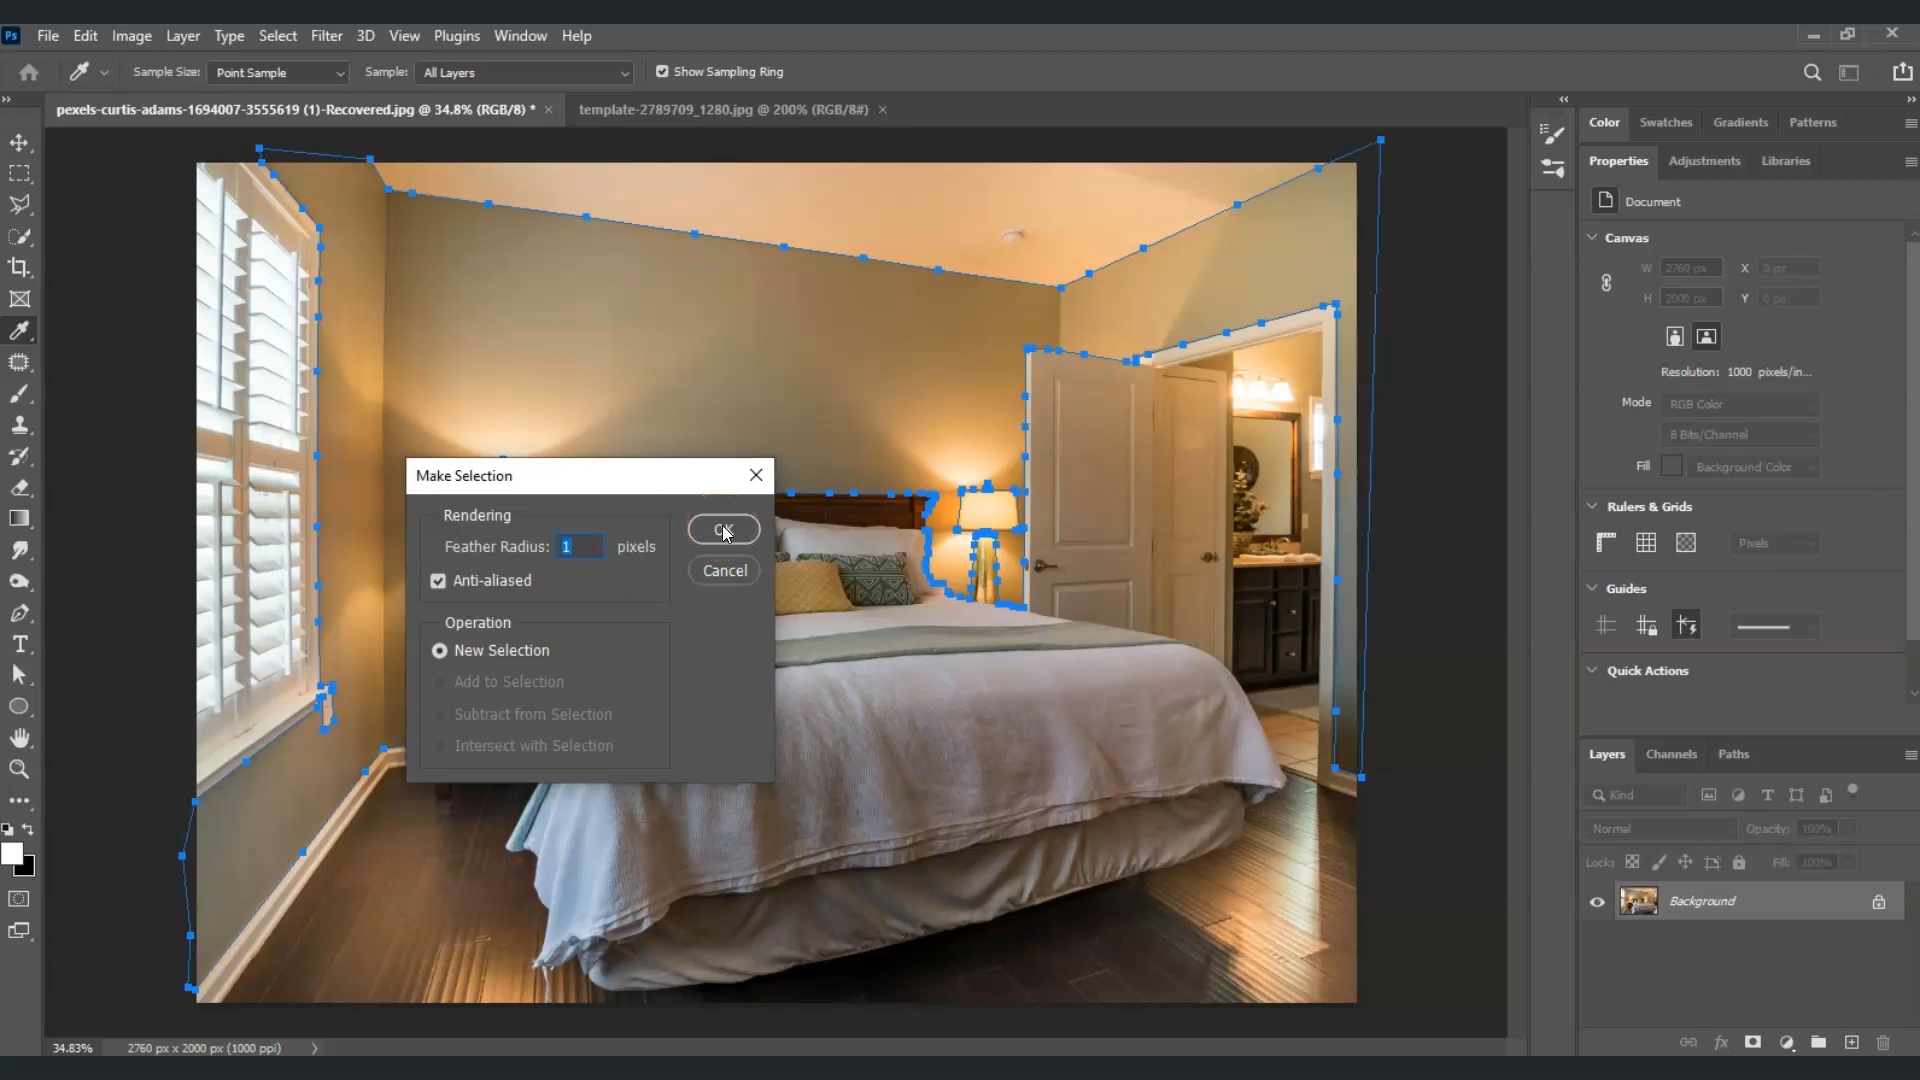 Ps File Edit Image Layer Type Select Filter 3D View Plugins Window Help
Sample Size: Point Sample Sample: All Layers Show Sampling Ring
pexels-curtis-adams-1694007-3555619 (1)-Recovered.jpg @ 34.8% (RGB/8) * × template-2789709_1280.jpg @ 200% (RGB/8#) ×
Color Swatches Gradients Patterns
Properties Adjustments Libraries
Document
Canvas
W 2760 px X 0 px
H 2000 px Y 0 px
Resolution: 1000 pixels/in...
Mode RGB Color
8 Bits/Channel
Fill Background Color
Rulers & Grids
Pixels
Guides
Quick Actions
Make Selection
Rendering
Feather Radius: 1 pixels
Anti-aliased
OK
Cancel
Operation
New Selection
Add to Selection
Subtract from Selection
Intersect with Selection
Layers Channels Paths
Kind
Normal Opacity: 100%
Lock: Fill: 100%
Background
34.83% 2760 px x 2000 px (1000 ppi)